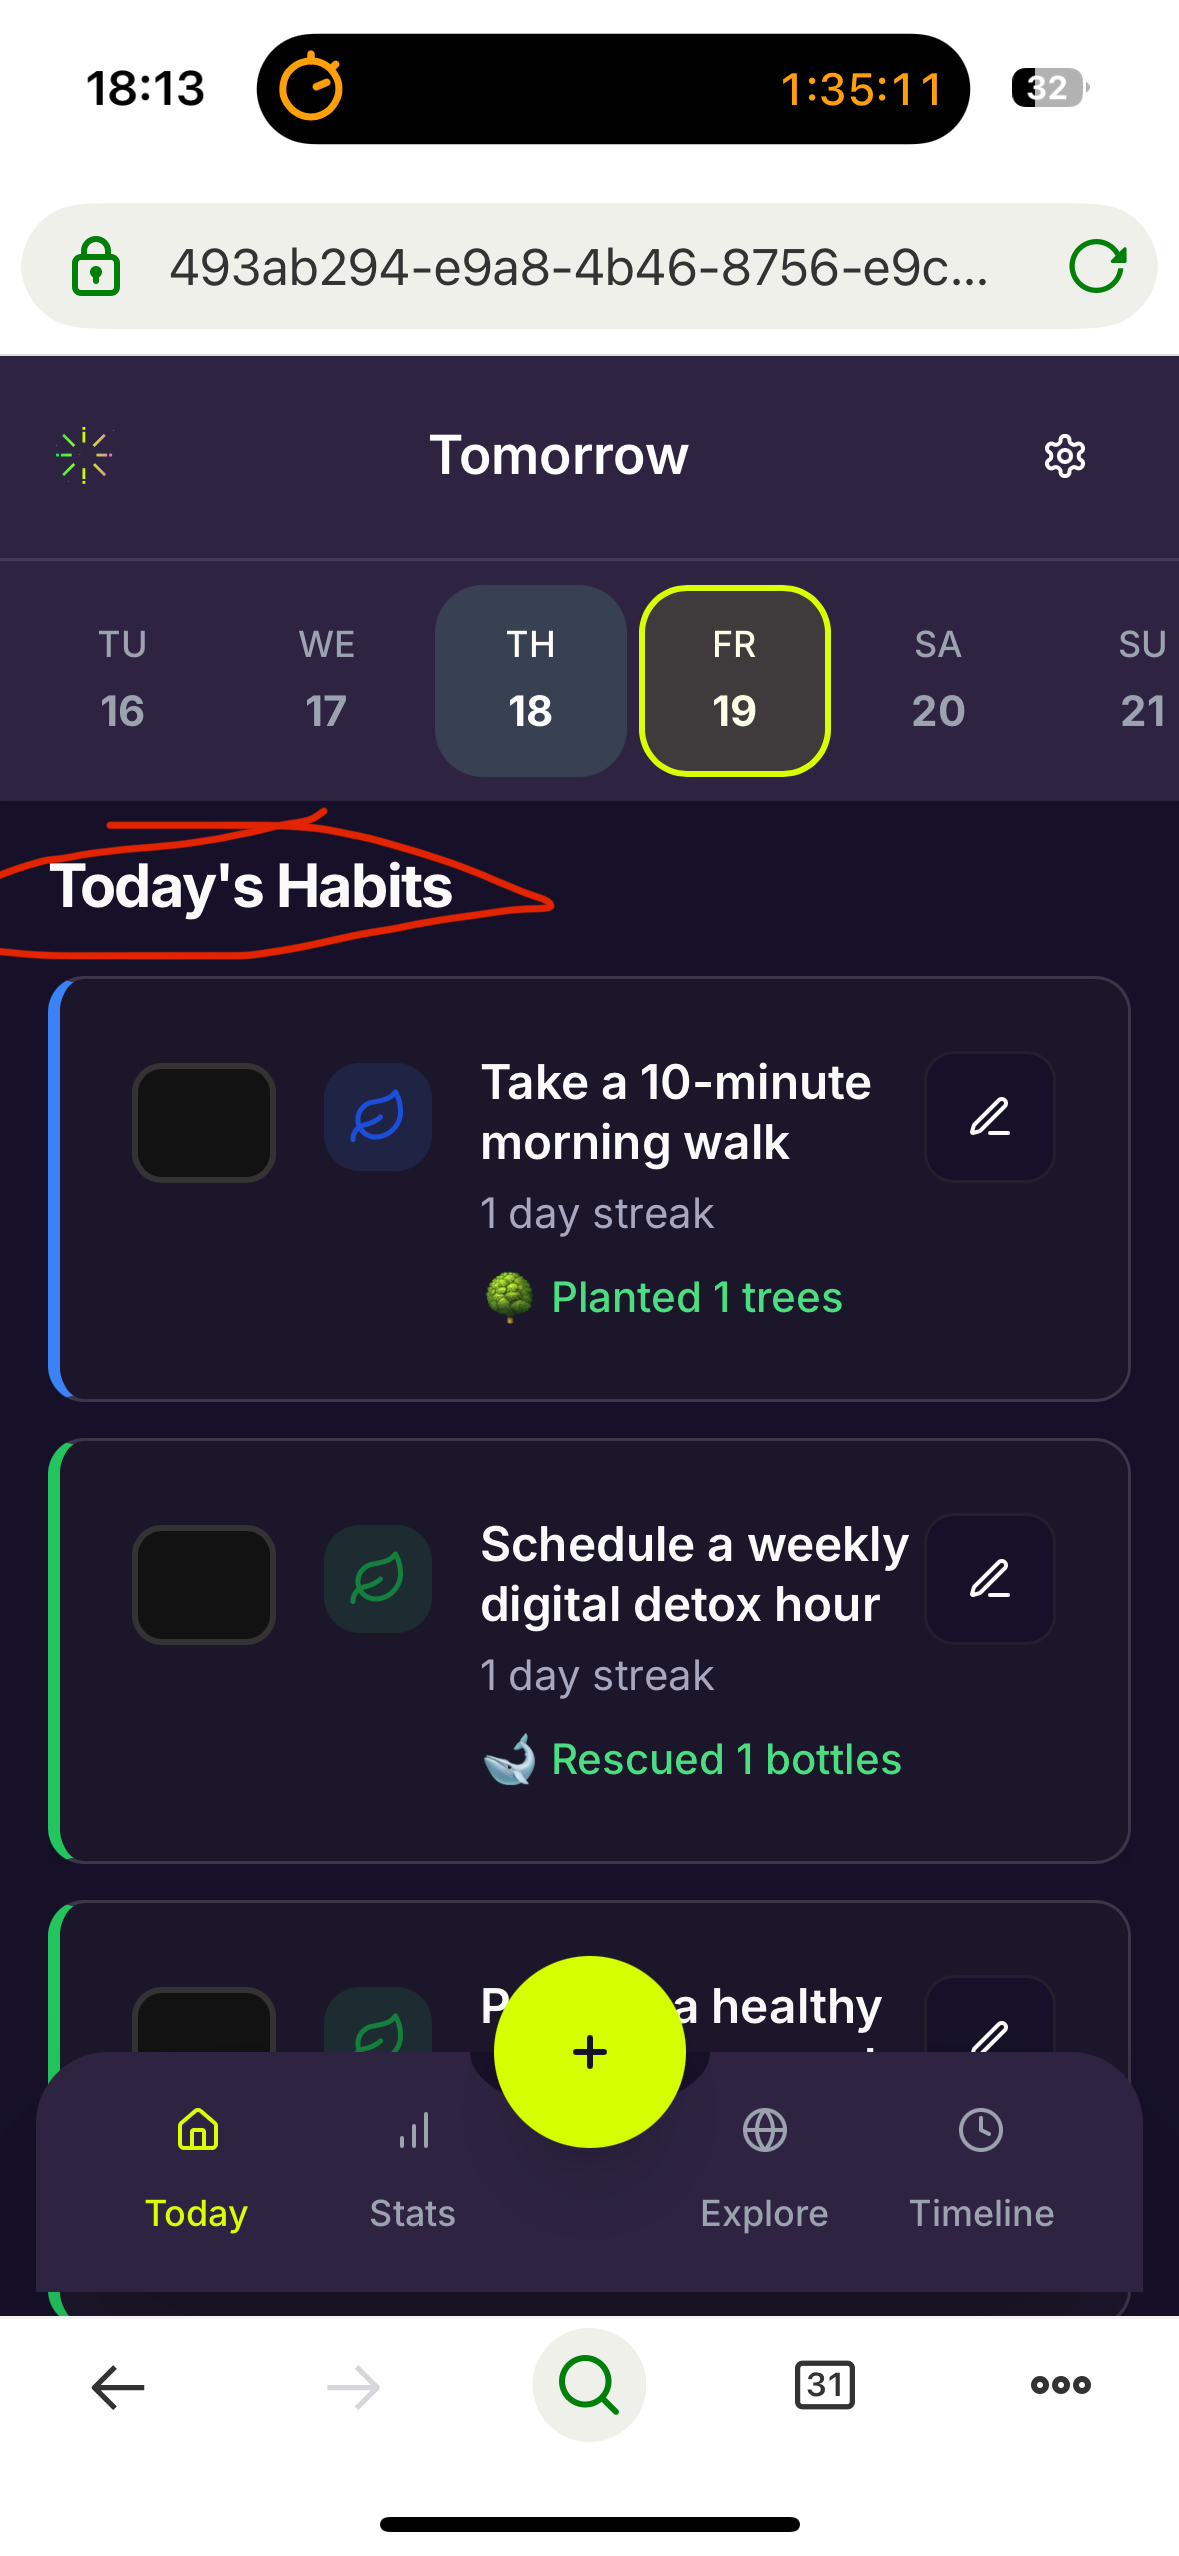 18:13
1:35:11
32
493ab294-e9a8-4b46-8756-e9c...
Tomorrow
TU WE TH FR SA SU
16 17 18 19 20 21
Today's Habits
Take a 10-minute
morning walk
1 day streak
Planted 1 trees
Schedule a weekly
digital detox hour
1 day streak
Rescued 1 bottles
a healthy
+
Today Stats Explore Timeline
31